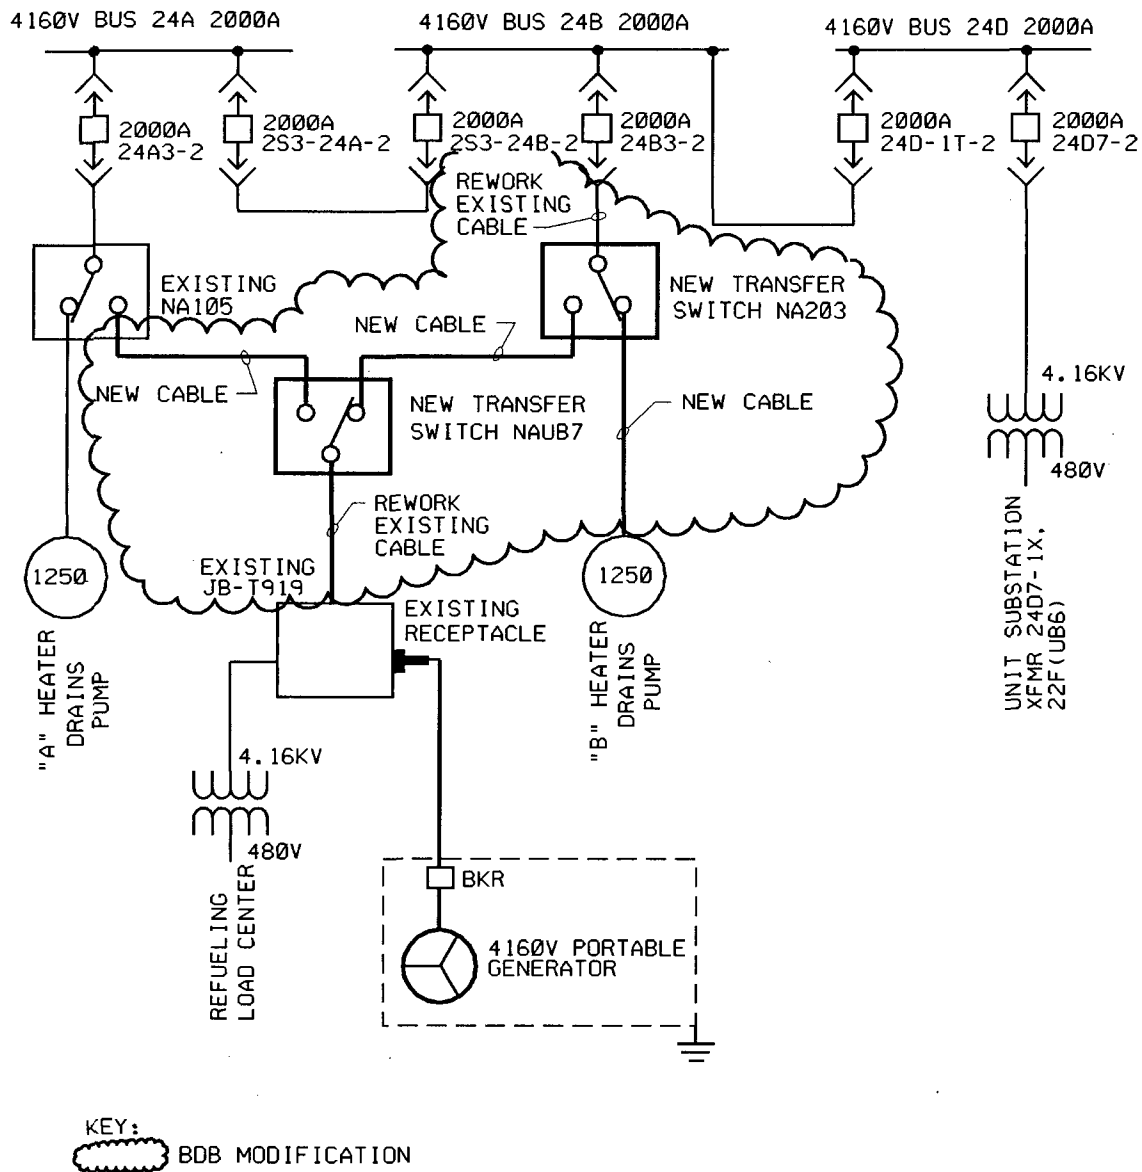 4160V BUS 24A 2000A
4160V BUS 24B 2000A
4160V BUS 24D 2000A
2000A
24A3-2
2000A
2S3-24A-2
2000A
2S3-24B-2
2000A
24B3-2
2000A
24D-1T-2
2000A
24D7-2
REWORK
EXISTING
CABLE
EXISTING
NA105
NEW TRANSFER
SWITCH NA203
NEW CABLE
NEW CABLE
NEW TRANSFER
SWITCH NAUB7
NEW CABLE
4.16KV
480V
UNIT SUBSTATION
XFMR 24D7-1X,
22F(UB6)
REWORK
EXISTING
CABLE
1250
"A" HEATER
DRAINS
PUMP
EXISTING
JB-T919
EXISTING
RECEPTACLE
1250
"B" HEATER
DRAINS
PUMP
4.16KV
480V
REFUELING
LOAD CENTER
BKR
4160V PORTABLE
GENERATOR
KEY:
BDB MODIFICATION